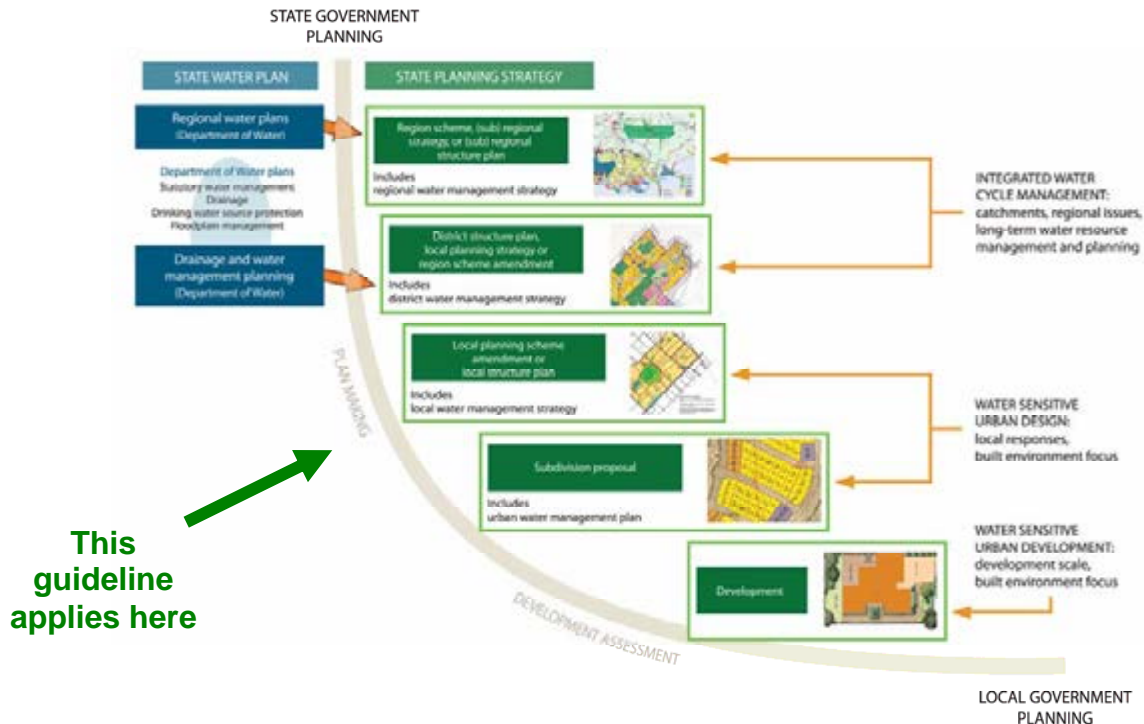 STATE GOVERNMENT
PLANNING
STATE WATER PLAN
STATE PLANNING STRATEGY
Regional water plans
(Department of Water)
Department of Water plans
Statutory water management
Drainage
Drinking water source protection
Floodplain management
Drainage and water
management planning
(Department of Water)
Region scheme, (sub) regional
strategy, or (sub) regional
structure plan
Includes
regional water management strategy
District structure plan,
local planning strategy or
region scheme amendment
Includes
district water management strategy
Local planning scheme
amendment or
local structure plan
Includes
local water management strategy
Subdivision proposal
Includes
urban water management plan
Development
INTEGRATED WATER
CYCLE MANAGEMENT:
catchments, regional issues,
long-term water resource
management and planning
WATER SENSITIVE
URBAN DESIGN:
local responses,
built environment focus
WATER SENSITIVE
URBAN DEVELOPMENT:
development scale,
built environment focus
PLAN MAKING
DEVELOPMENT ASSESSMENT
This
guideline
applies here
LOCAL GOVERNMENT
PLANNING